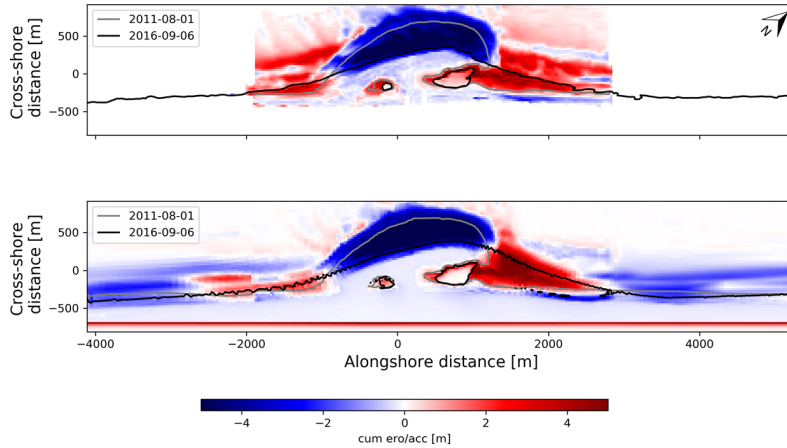 500
0
−500
Cross-shore
distance [m]
2011-08-01
2016-09-06
N
500
0
−500
Cross-shore
distance [m]
2011-08-01
2016-09-06
−4000 −2000 0 2000 4000
Alongshore distance [m]
−4 −2 0 2 4
cum ero/acc [m]